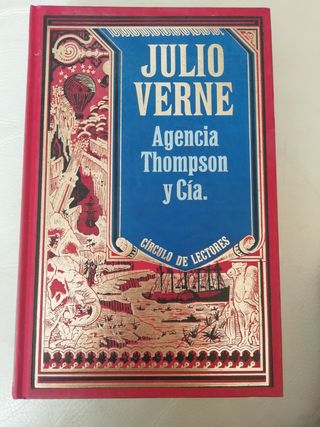 JULIO
VERNE
Agencia
Thompson
y Cía.
CÍRCULO DE LECTORES